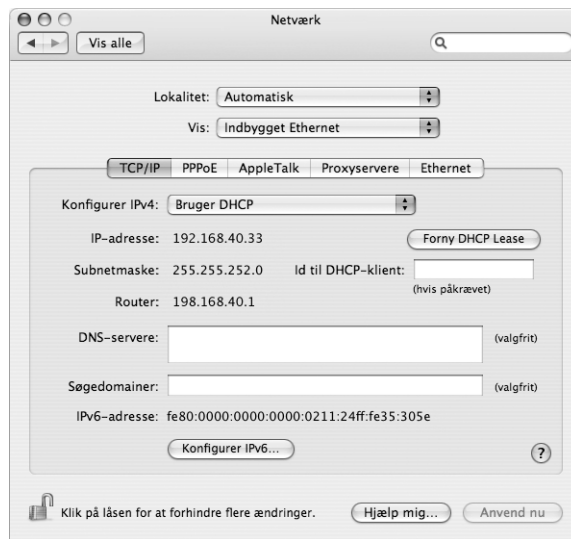 Netværk
Vis alle
Lokalitet: Automatisk
Vis: Indbygget Ethernet
TCP/IP PPPoE AppleTalk Proxyservere Ethernet
Konfigurer IPv4: Bruger DHCP
IP-adresse: 192.168.40.33 Forny DHCP Lease
Subnetmaske: 255.255.252.0 Id til DHCP-klient:
(hvis påkrævet)
Router: 198.168.40.1
DNS-servere: (valgfrit)
Søgedomainer: (valgfrit)
IPv6-adresse: fe80:0000:0000:0000:0211:24ff:fe35:305e
Konfigurer IPv6... ?
Klik på låsen for at forhindre flere ændringer. Hjælp mig... Anvend nu